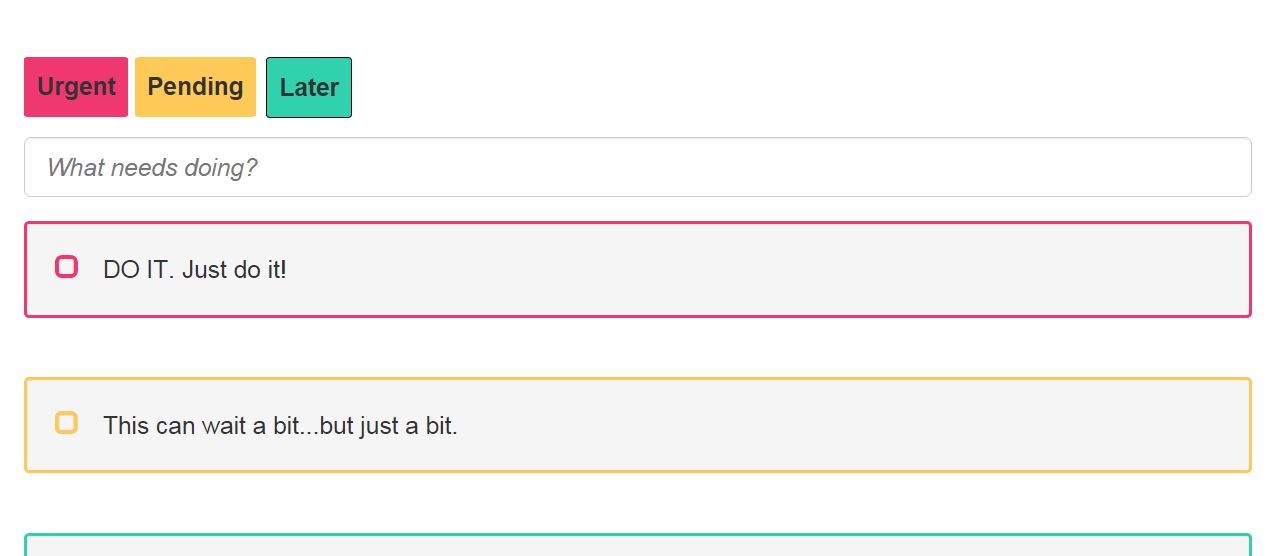 Urgent Pending Later
What needs doing?
DO IT. Just do it!
This can wait a bit...but just a bit.